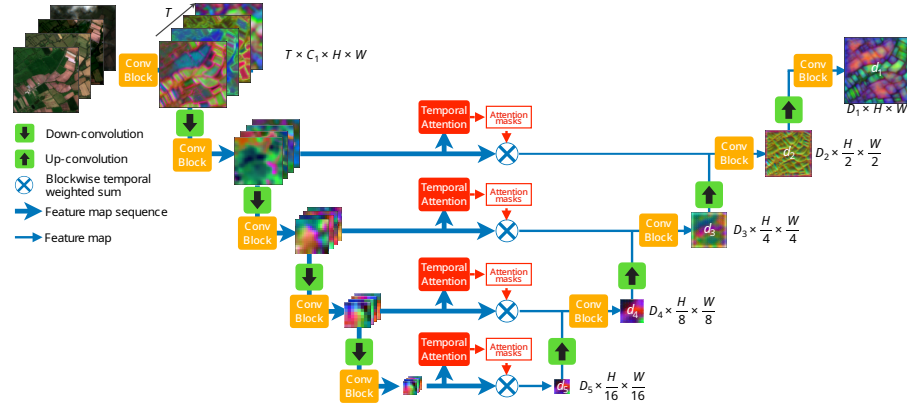 T
Conv
Block
T × C₁ × H × W
Conv
Block
d₁
D₁ × H × W
Down-convolution
Up-convolution
Blockwise temporal
weighted sum
Feature map sequence
Feature map
Conv
Block
Temporal
Attention
Attention
masks
Conv
Block
d₂
D₂ × H/2 × W/2
Conv
Block
Temporal
Attention
Attention
masks
Conv
Block
d₃
D₃ × H/4 × W/4
Conv
Block
Temporal
Attention
Attention
masks
Conv
Block
d₄
D₄ × H/8 × W/8
Conv
Block
Temporal
Attention
Attention
masks
d₅
D₅ × H/16 × W/16